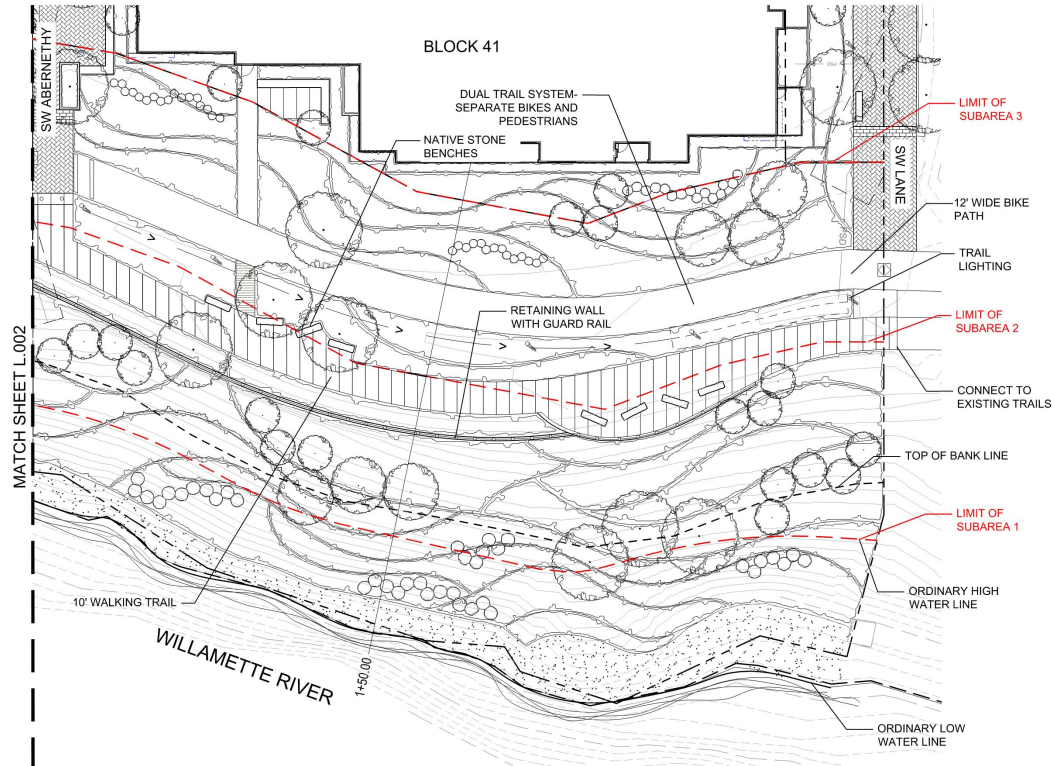 BLOCK 41
SW ABERNETHY
DUAL TRAIL SYSTEM-
SEPARATE BIKES AND
PEDESTRIANS
NATIVE STONE
BENCHES
LIMIT OF
SUBAREA 3
SW LANE
12' WIDE BIKE
PATH
TRAIL
LIGHTING
RETAINING WALL
WITH GUARD RAIL
LIMIT OF
SUBAREA 2
CONNECT TO
EXISTING TRAILS
MATCH SHEET L.002
TOP OF BANK LINE
LIMIT OF
SUBAREA 1
10' WALKING TRAIL
ORDINARY HIGH
WATER LINE
WILLAMETTE RIVER
1+50.00
ORDINARY LOW
WATER LINE